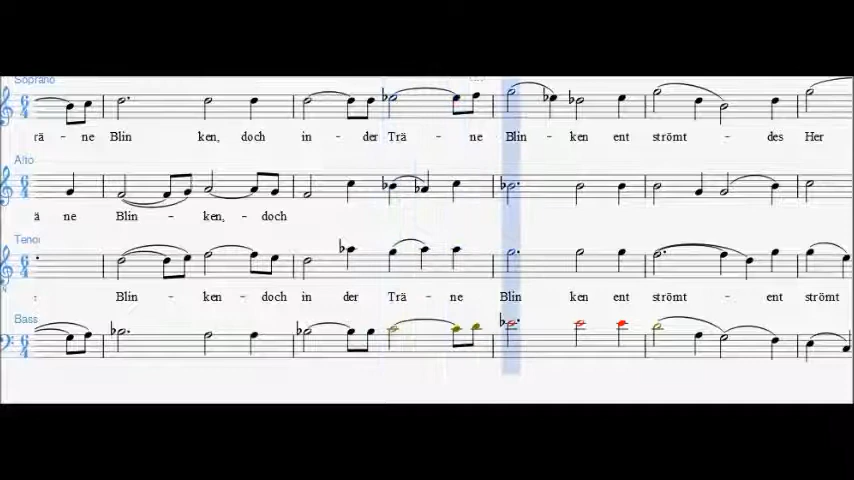 Soprano
rä - ne Blin ken, doch in - der Trä - ne Blin - ken ent strömt - des Her
Alto
ä ne Blin - ken, - doch
Tenor
Blin - ken - doch in der Trä - ne Blin ken ent strömt - ent strömt
Bass